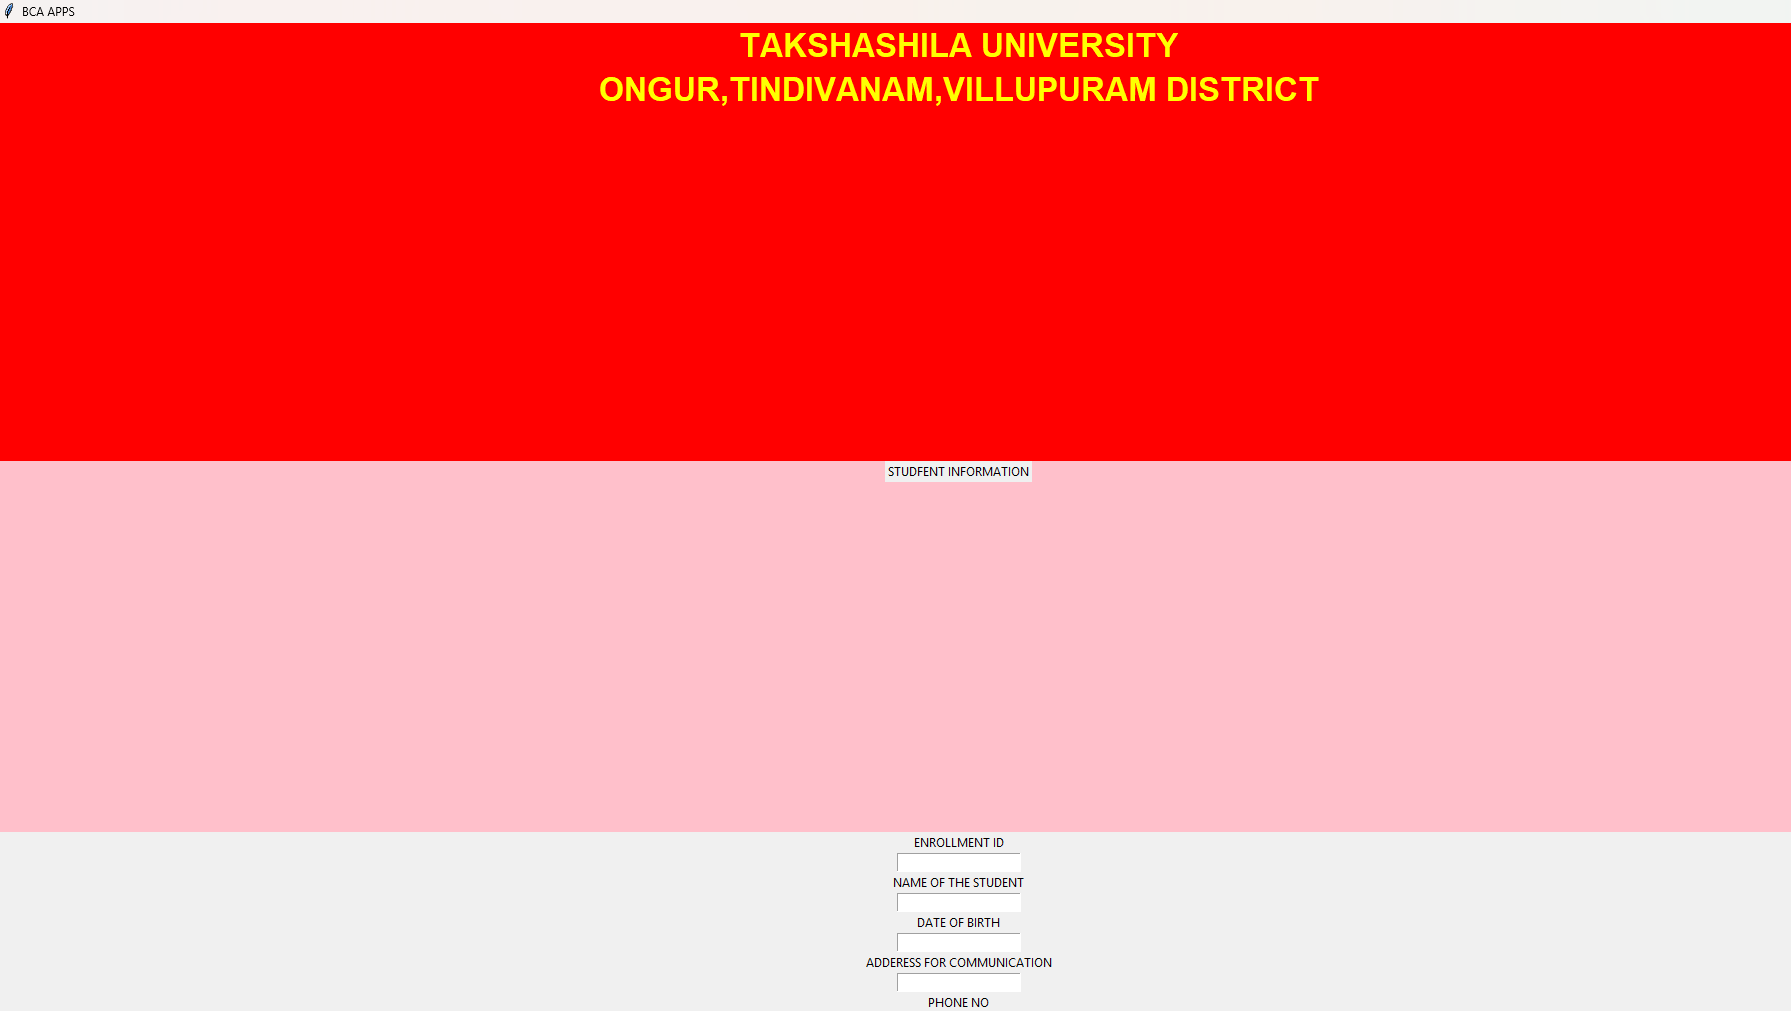 BCA APPS
TAKSHASHILA UNIVERSITY
ONGUR,TINDIVANAM,VILLUPURAM DISTRICT
STUDFENT INFORMATION
ENROLLMENT ID
NAME OF THE STUDENT
DATE OF BIRTH
ADDERESS FOR COMMUNICATION
PHONE NO